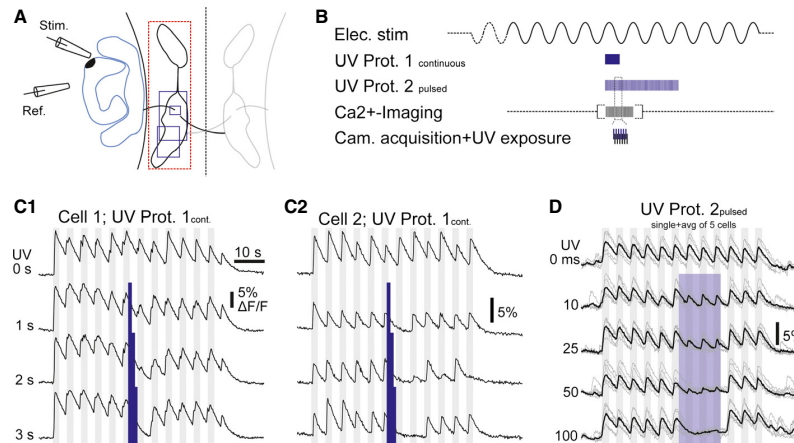 A
Stim.
Ref.
B
Elec. stim
UV Prot. 1 continuous
UV Prot. 2 pulsed
Ca2+-Imaging
Cam. acquisition+UV exposure
C1
Cell 1; UV Prot. 1cont.
UV
0 s
10 s
5%
ΔF/F
1 s
2 s
3 s
C2
Cell 2; UV Prot. 1cont.
5%
D
UV Prot. 2pulsed
single+avg of 5 cells
UV
0 ms
10
25
5%
50
100